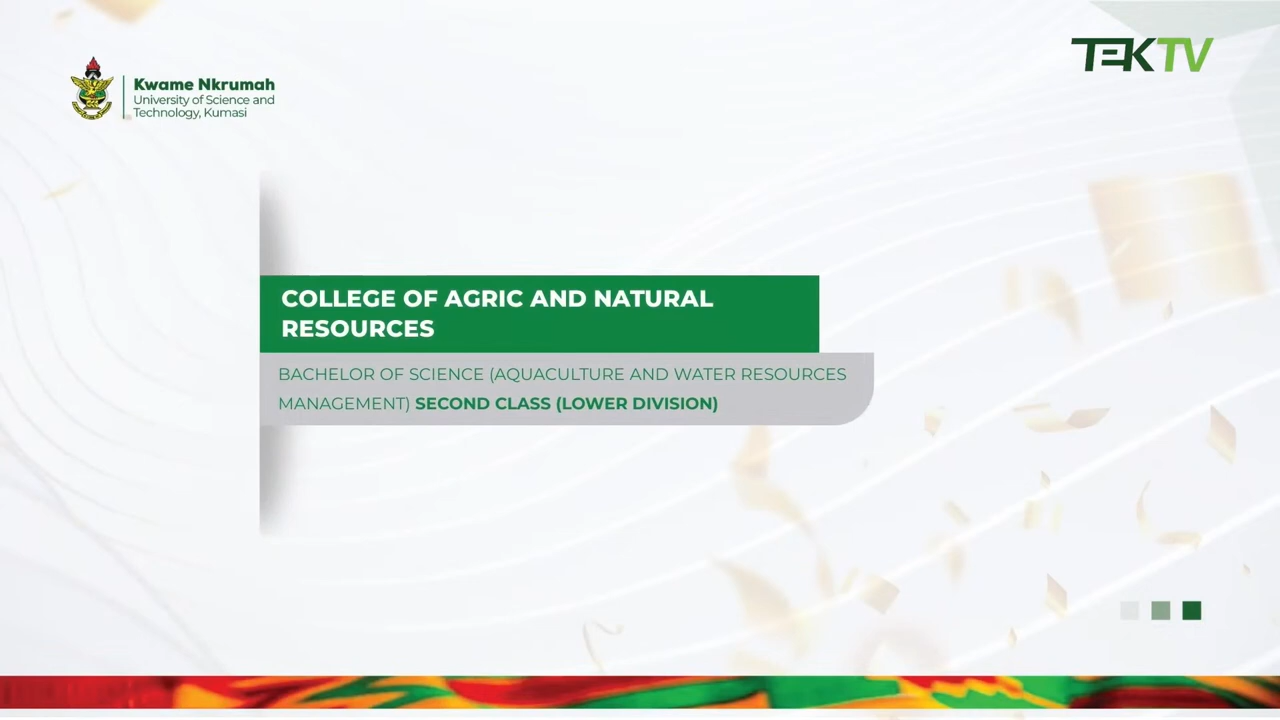 Kwame Nkrumah
University of Science and
Technology, Kumasi
TEKTV
COLLEGE OF AGRIC AND NATURAL
RESOURCES
BACHELOR OF SCIENCE (AQUACULTURE AND WATER RESOURCES
MANAGEMENT) SECOND CLASS (LOWER DIVISION)